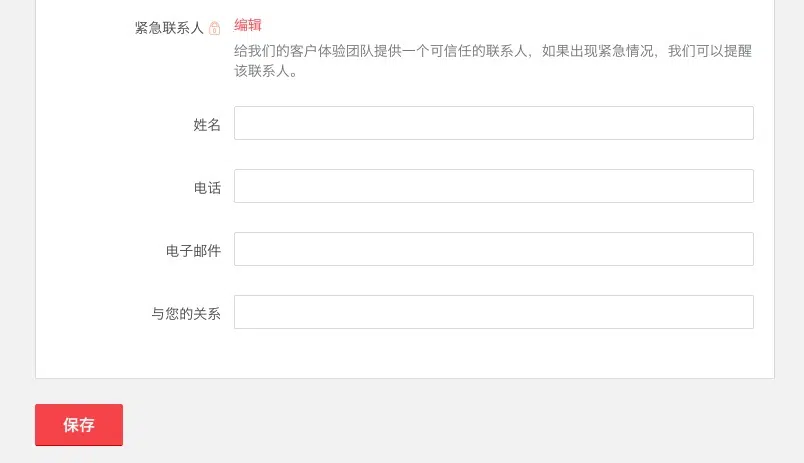 紧急联系人 编辑
给我们的客户体验团队提供一个可信任的联系人，如果出现紧急情况，我们可以提醒
该联系人。
姓名
电话
电子邮件
与您的关系
保存